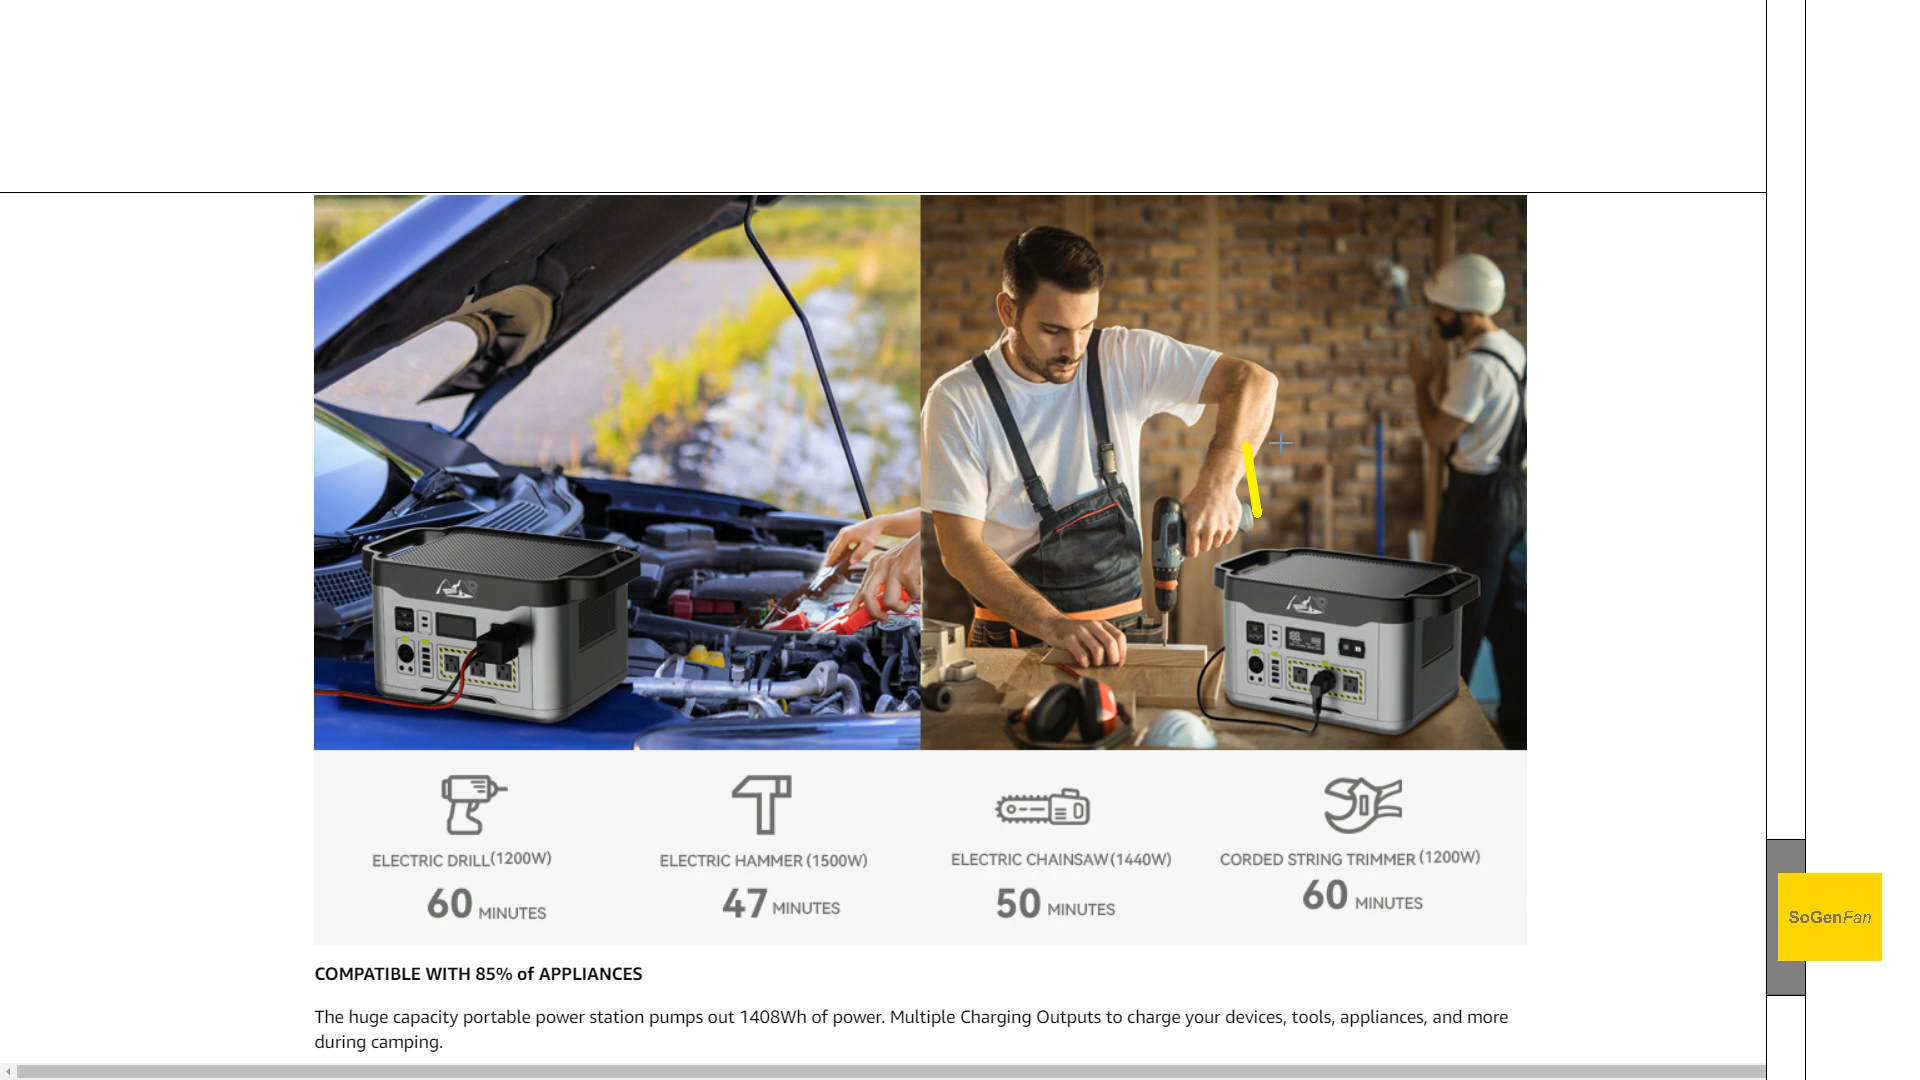 ELECTRIC DRILL(1200W)
60 MINUTES
ELECTRIC HAMMER (1500W)
47 MINUTES
ELECTRIC CHAINSAW(1440W)
50 MINUTES
CORDED STRING TRIMMER (1200W)
60 MINUTES
SoGenFan
COMPATIBLE WITH 85% of APPLIANCES
The huge capacity portable power station pumps out 1408Wh of power. Multiple Charging Outputs to charge your devices, tools, appliances, and more
during camping.